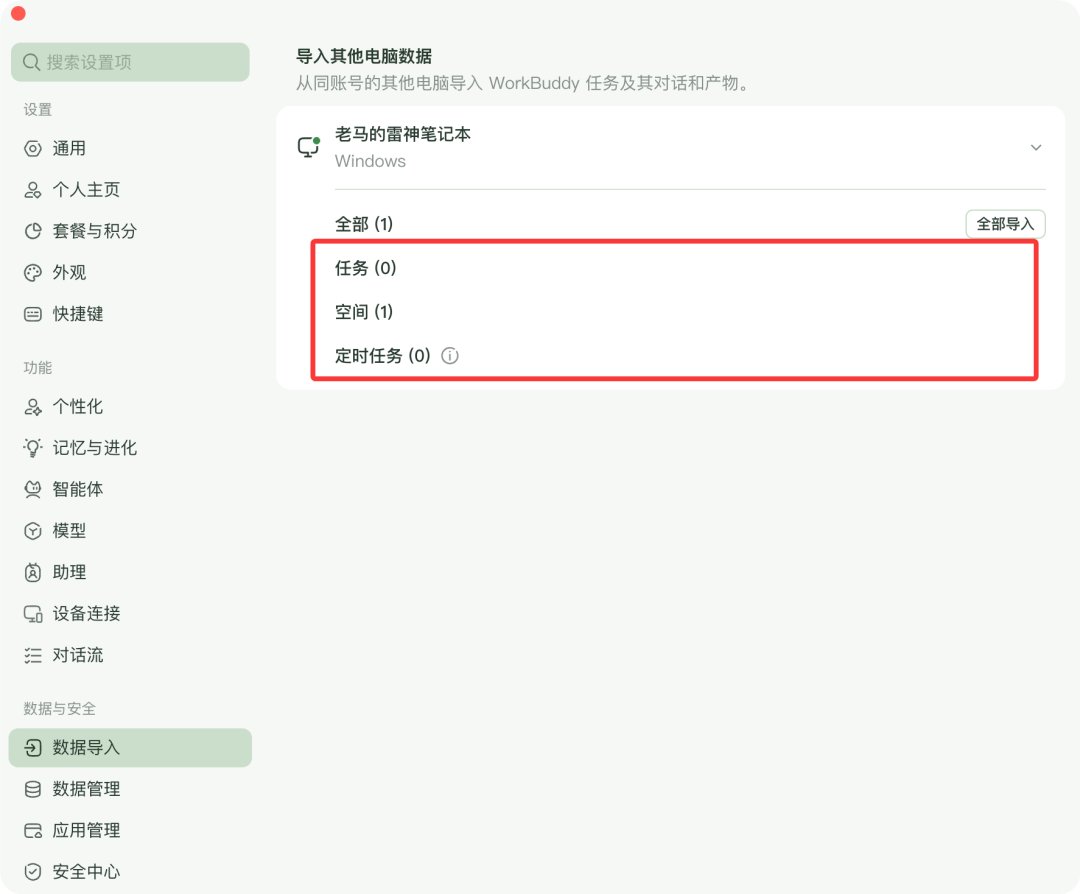 搜索设置项
设置
通用
个人主页
套餐与积分
外观
快捷键
功能
个性化
记忆与进化
智能体
模型
助理
设备连接
对话流
数据与安全
数据导入
数据管理
应用管理
安全中心
导入其他电脑数据
从同账号的其他电脑导入 WorkBuddy 任务及其对话和产物。
老马的雷神笔记本
Windows
全部 (1)
全部导入
任务 (0)
空间 (1)
定时任务 (0)